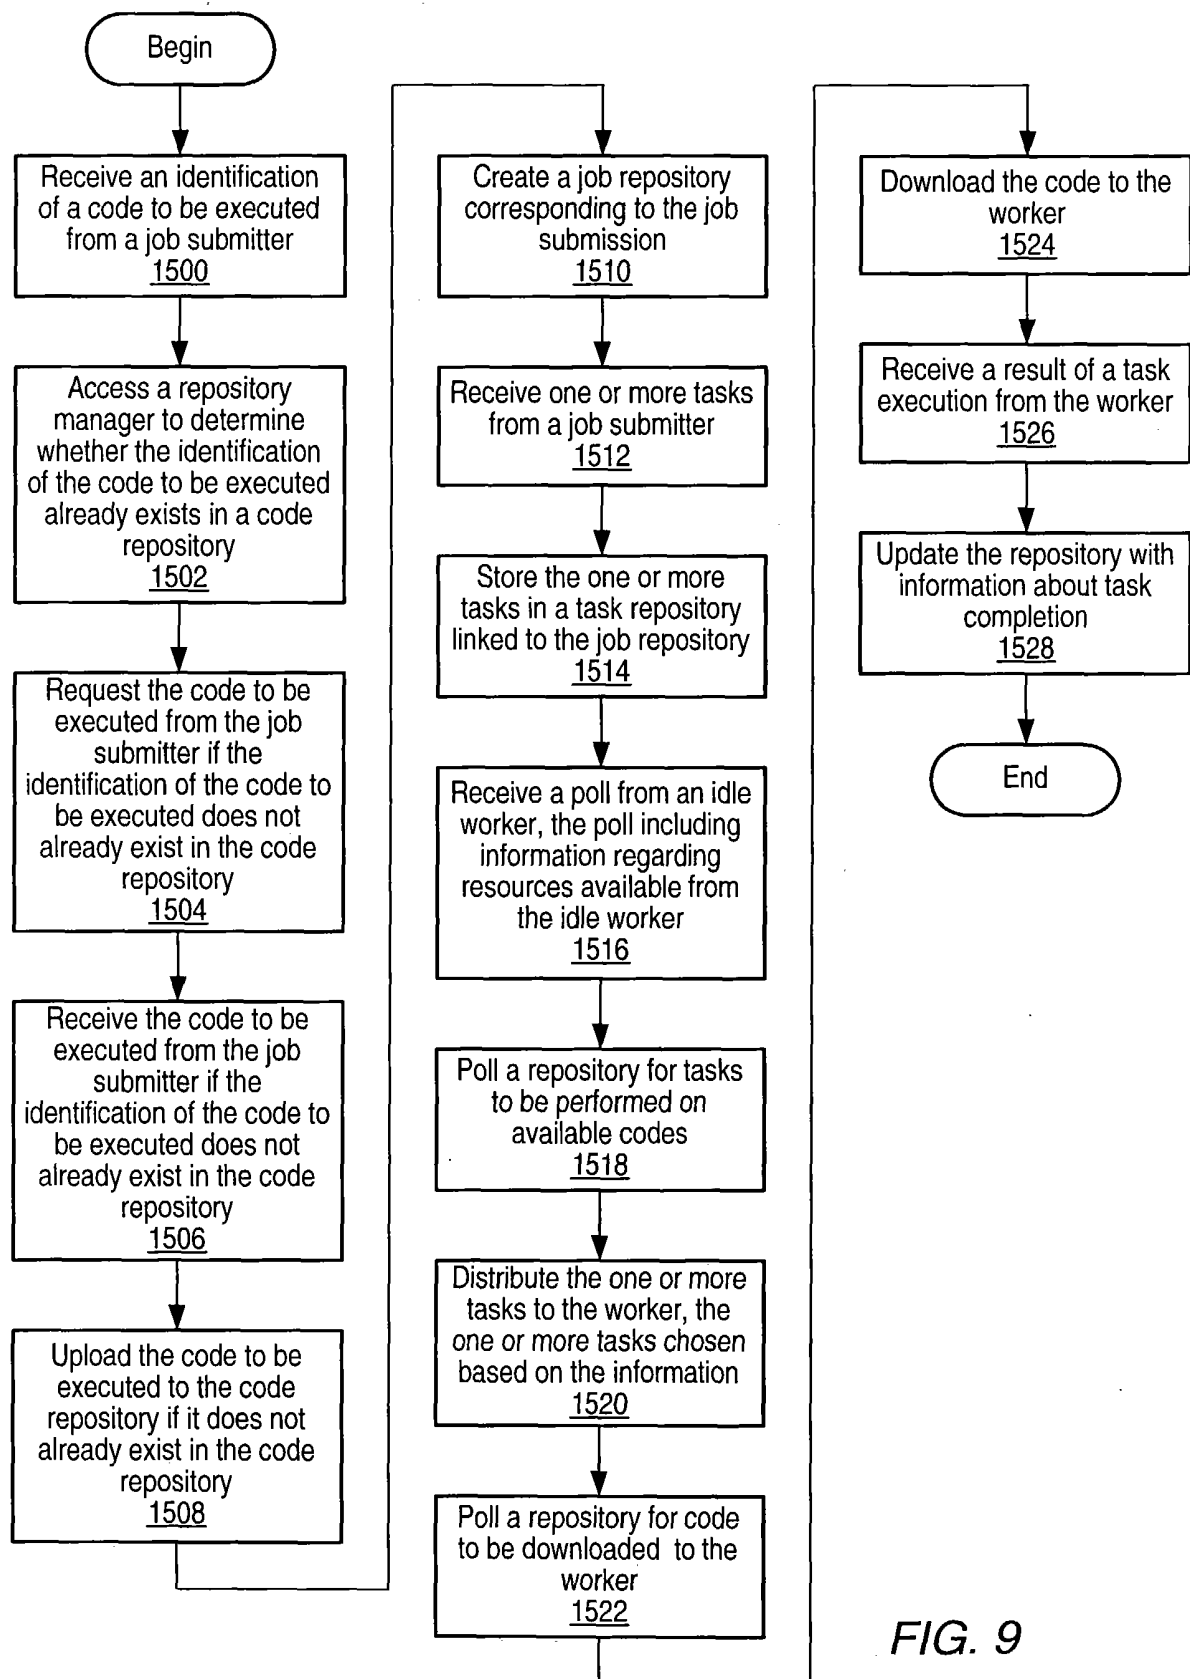 Begin
Receive an identification
of a code to be executed
from a job submitter
1500
Access a repository
manager to determine
whether the identification
of the code to be executed
already exists in a code
repository
1502
Request the code to be
executed from the job
submitter if the
identification of the code to
be executed does not
already exist in the code
repository
1504
Receive the code to be
executed from the job
submitter if the
identification of the code to
be executed does not
already exist in the code
repository
1506
Upload the code to be
executed to the code
repository if it does not
already exist in the code
repository
1508
Create a job repository
corresponding to the job
submission
1510
Receive one or more tasks
from a job submitter
1512
Store the one or more
tasks in a task repository
linked to the job repository
1514
Receive a poll from an idle
worker, the poll including
information regarding
resources available from
the idle worker
1516
Poll a repository for tasks
to be performed on
available codes
1518
Distribute the one or more
tasks to the worker, the
one or more tasks chosen
based on the information
1520
Poll a repository for code
to be downloaded to the
worker
1522
Download the code to the
worker
1524
Receive a result of a task
execution from the worker
1526
Update the repository with
information about task
completion
1528
End
FIG. 9